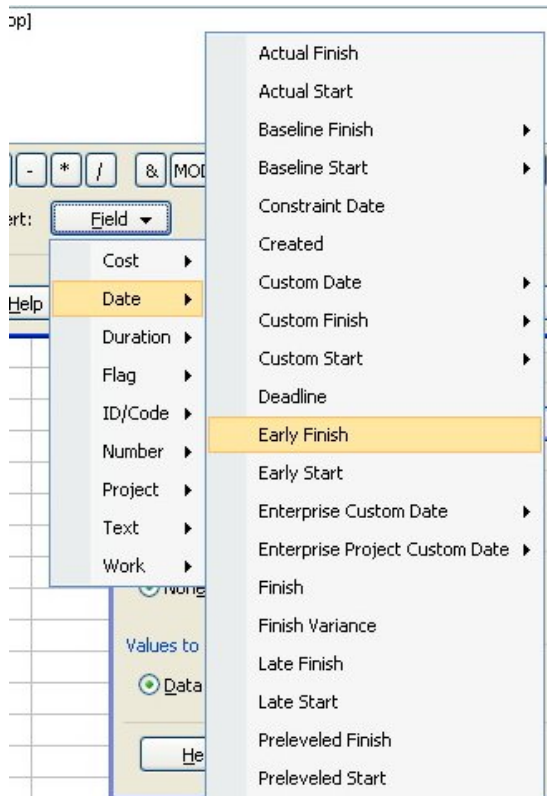 op]
- * / & MOD
ert: Field
Help
Cost
Date
Duration
Flag
ID/Code
Number
Project
Text
Work
Actual Finish
Actual Start
Baseline Finish
Baseline Start
Constraint Date
Created
Custom Date
Custom Finish
Custom Start
Deadline
Early Finish
Early Start
Enterprise Custom Date
Enterprise Project Custom Date
Finish
Finish Variance
Late Finish
Late Start
Preleveled Finish
Preleveled Start
None
Values to
Data
He